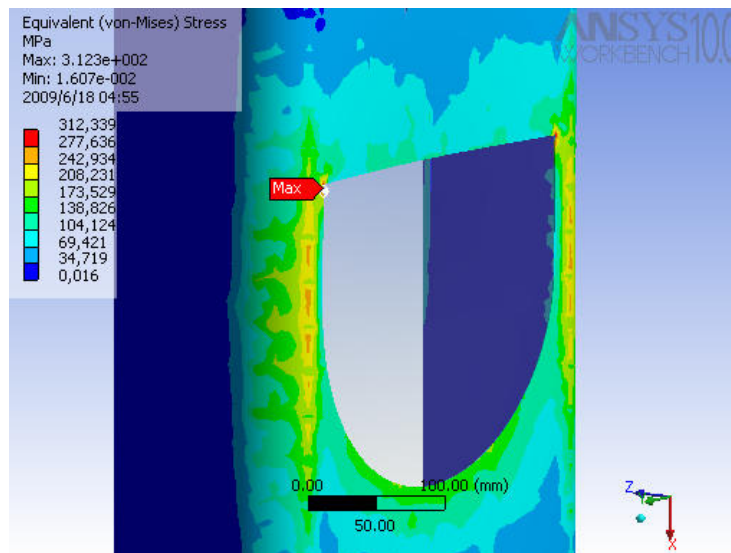 Equivalent (von-Mises) Stress
MPa
Max: 3.123e+002
Min: 1.607e-002
2009/6/18 04:55
312,339
277,636
242,934
208,231
173,529
138,826
104,124
69,421
34,719
0,016
ANSYS 10.0
WORKBENCH
Max
0.00 100.00 (mm)
50.00
Z
X